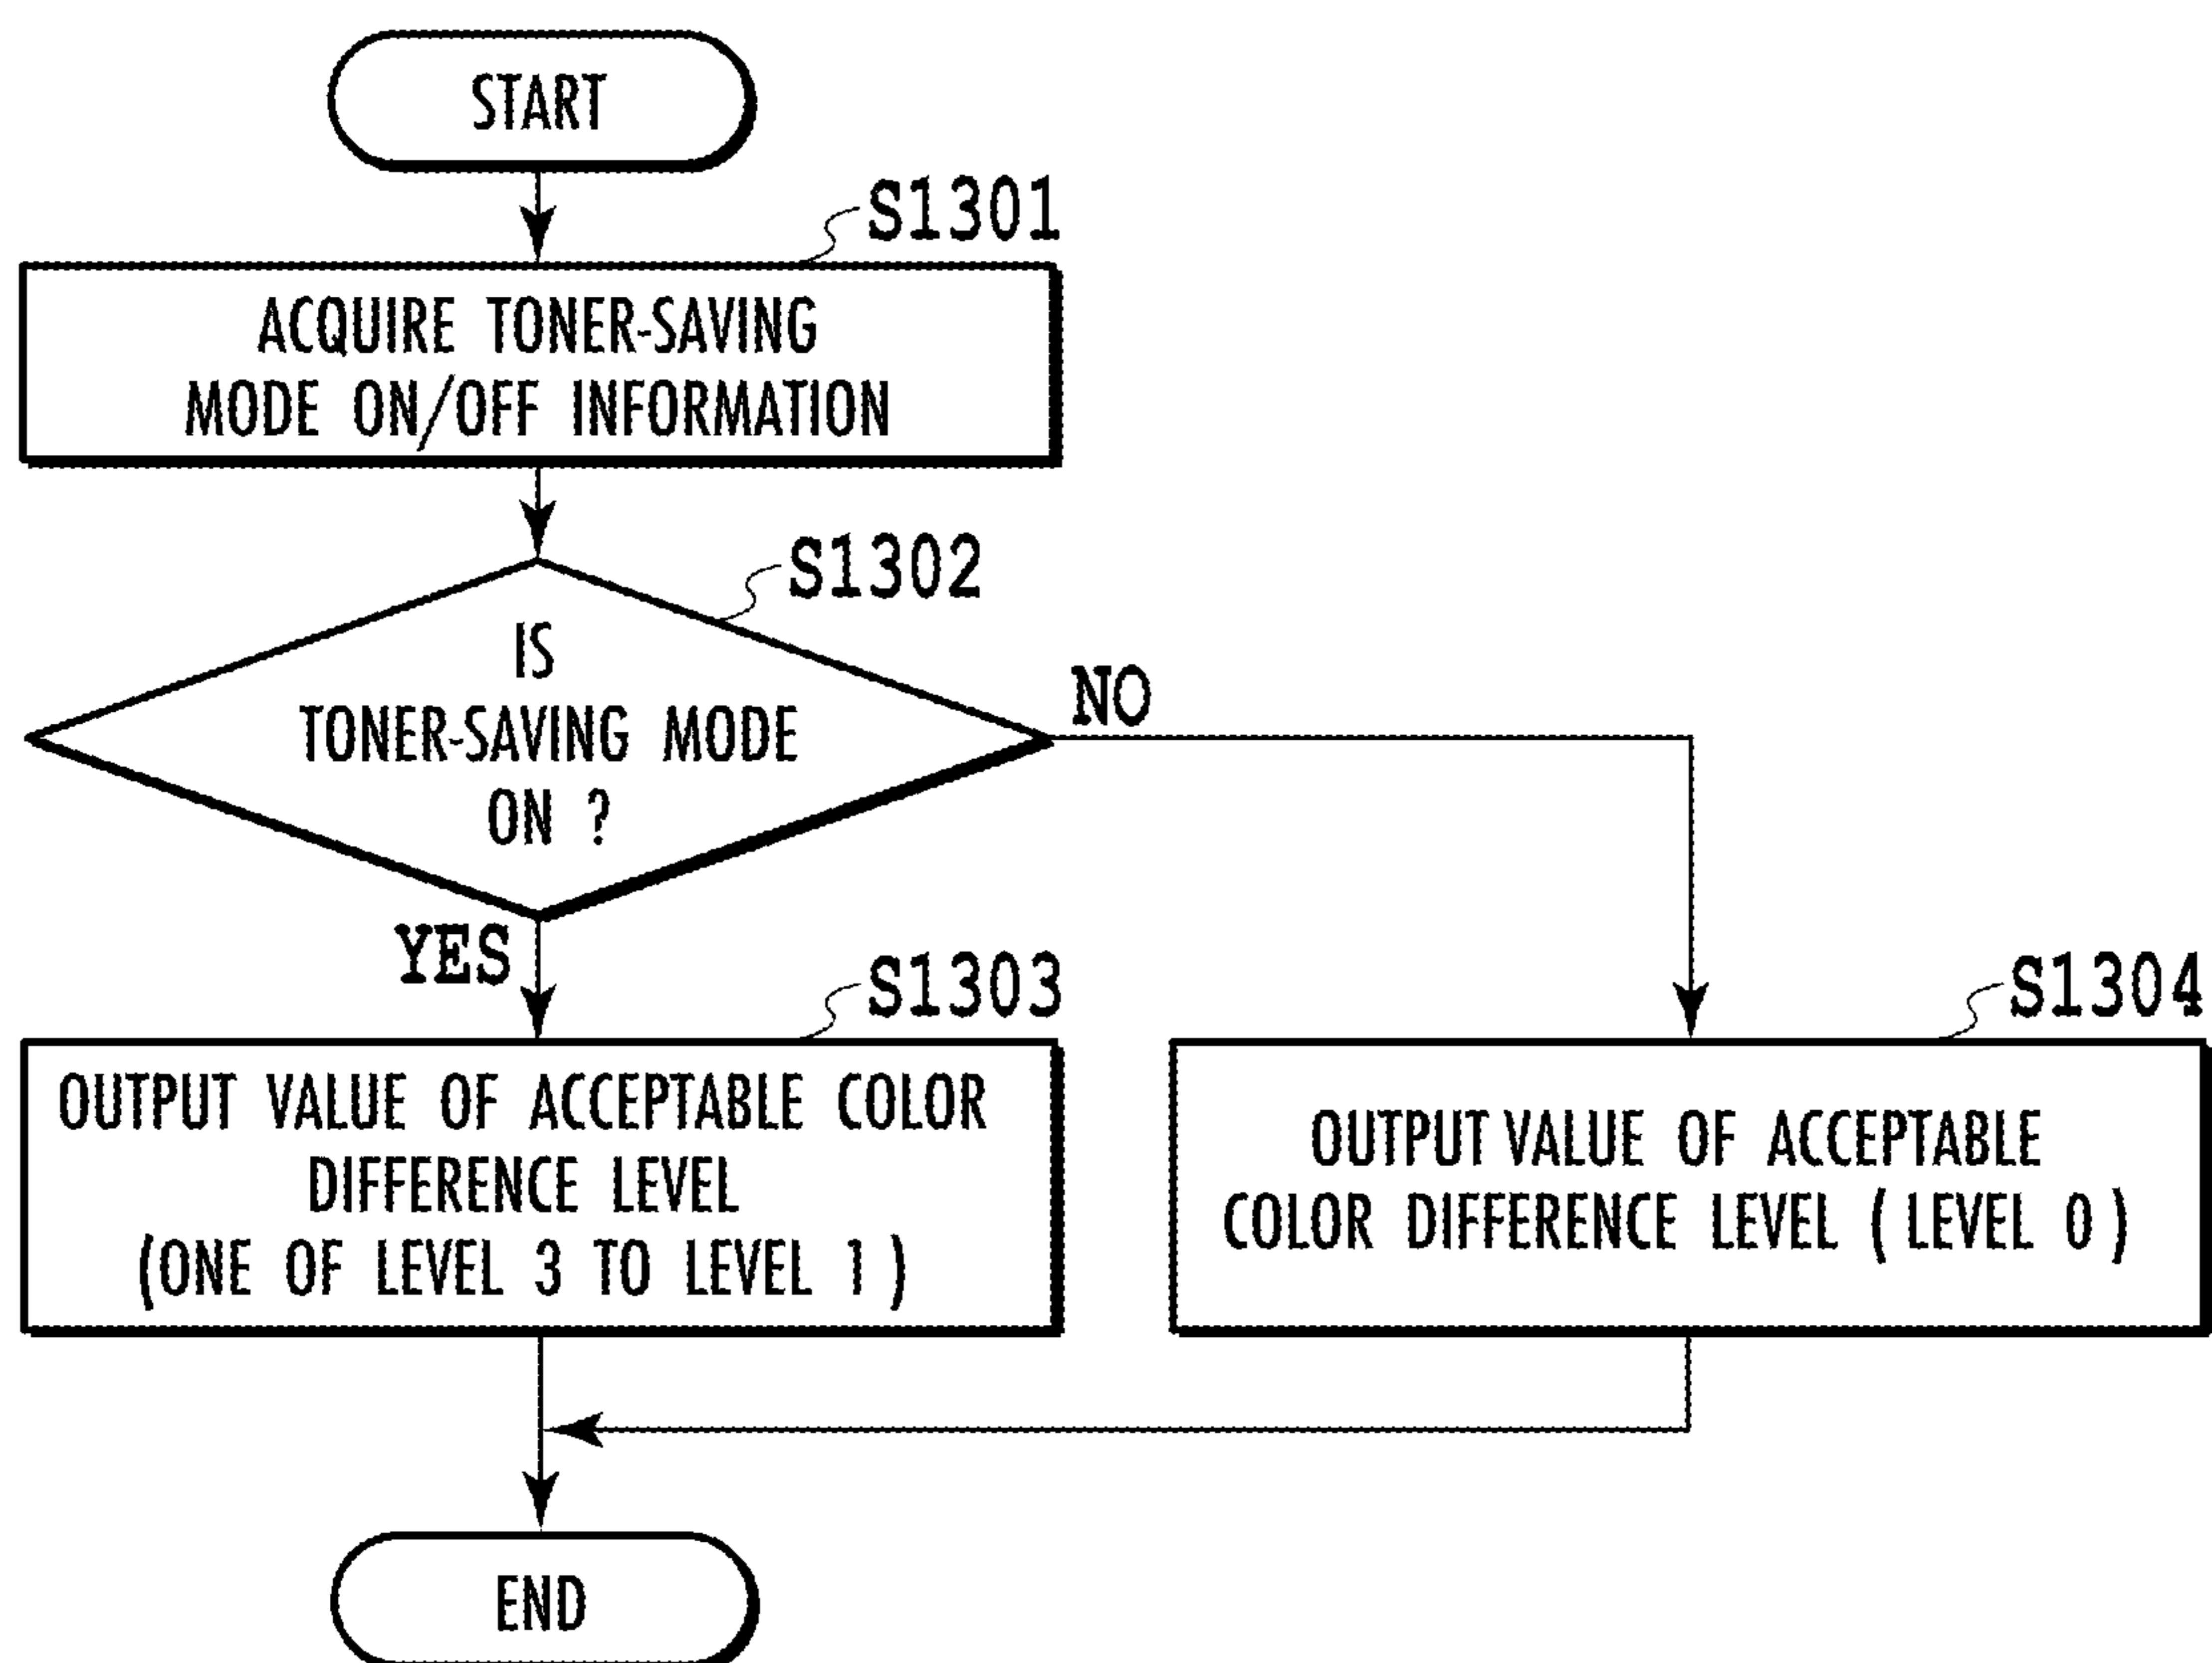 START
S1301
ACQUIRE TONER-SAVING
MODE ON/OFF INFORMATION
S1302
IS
TONER-SAVING MODE
ON ?
NO
YES
S1303
OUTPUT VALUE OF ACCEPTABLE COLOR
DIFFERENCE LEVEL
(ONE OF LEVEL 3 TO LEVEL 1 )
S1304
OUTPUT VALUE OF ACCEPTABLE
COLOR DIFFERENCE LEVEL ( LEVEL 0 )
END